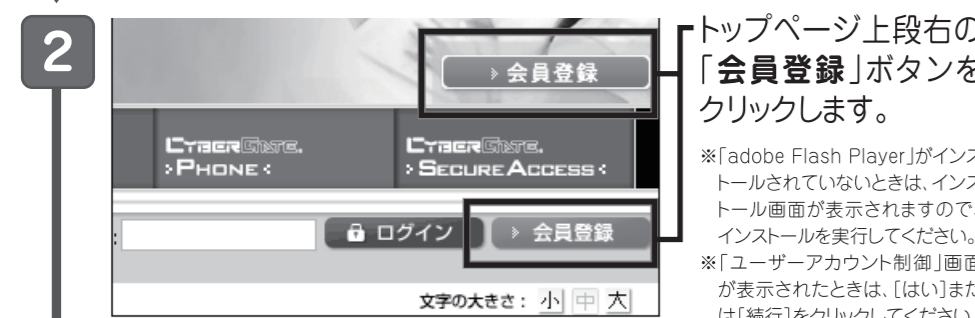 2
会員登録
CYBERGATE.
PHONE
CYBERGATE.
SECUREACCESS
:
ログイン
会員登録
文字の大きさ： 小 中 大
トップページ上段右の
「会員登録」ボタンを
クリックします。
※「adobe Flash Player」がインス
トールされていないときは、インス
トール画面が表示されますので
インストールを実行してください。
※「ユーザーアカウント制御」画面
が表示されたときは、[はい]また
は[続行]をクリックしてください